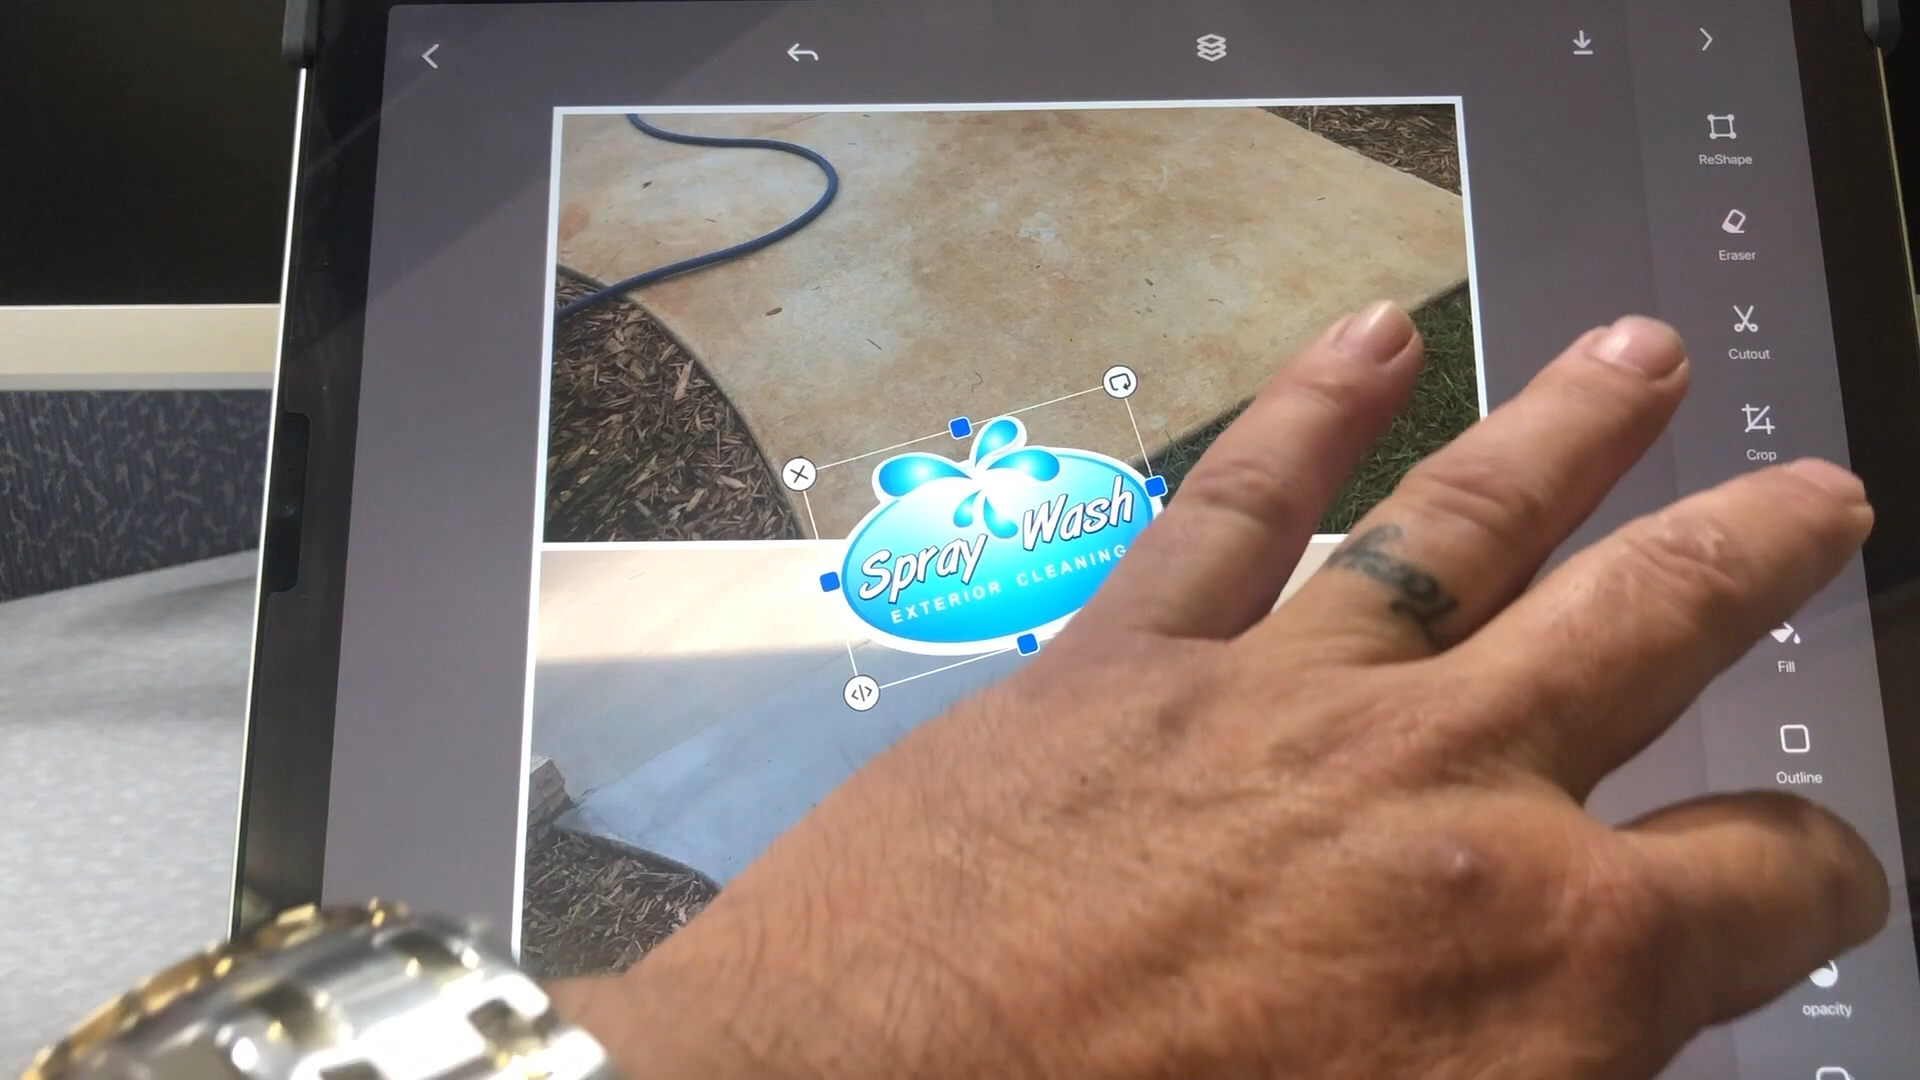 ReShape
Eraser
Cutout
Crop
Spray Wash
EXTERIOR CLEANING
Fill
Outline
opacity